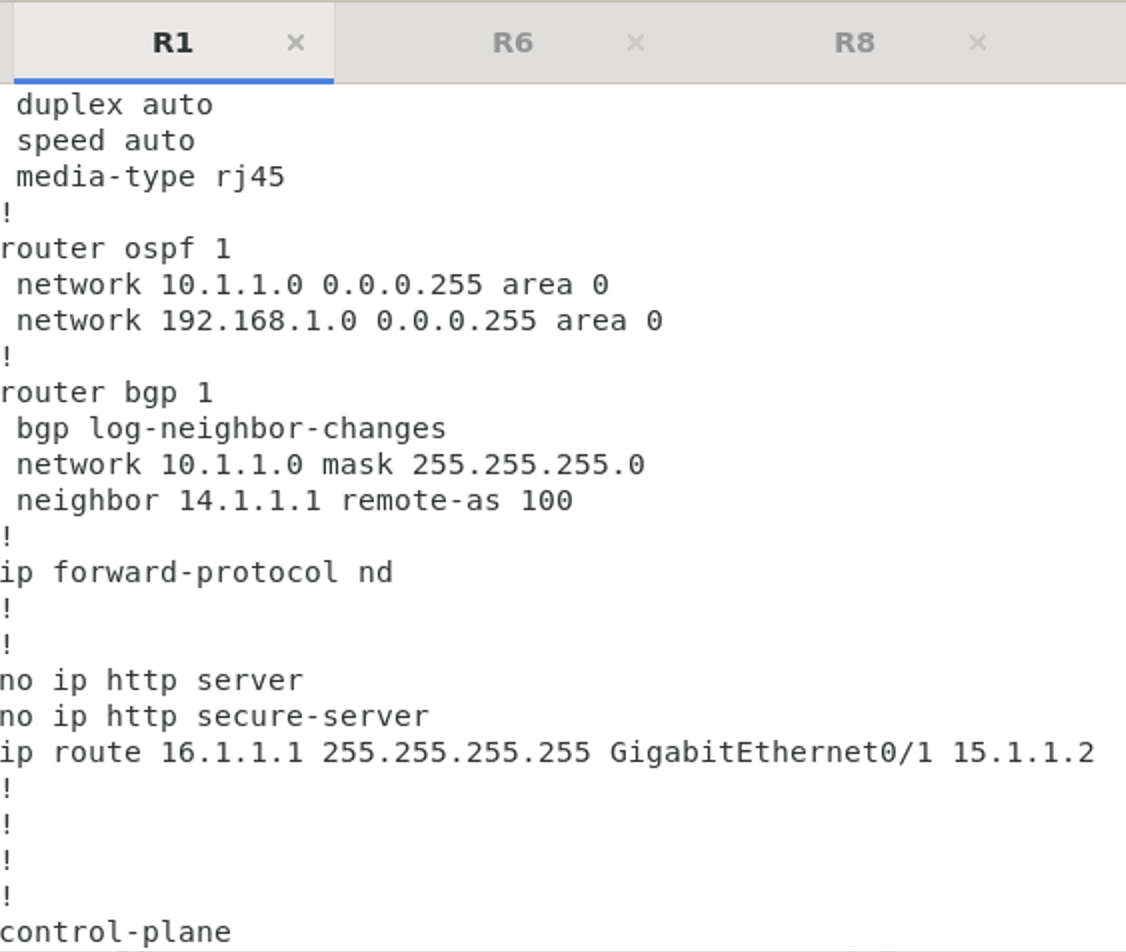 R1 × R6 × R8 ×
duplex auto
speed auto
media-type rj45
!
router ospf 1
network 10.1.1.0 0.0.0.255 area 0
network 192.168.1.0 0.0.0.255 area 0
!
router bgp 1
bgp log-neighbor-changes
network 10.1.1.0 mask 255.255.255.0
neighbor 14.1.1.1 remote-as 100
!
ip forward-protocol nd
!
!
no ip http server
no ip http secure-server
ip route 16.1.1.1 255.255.255.255 GigabitEthernet0/1 15.1.1.2
!
!
!
!
control-plane